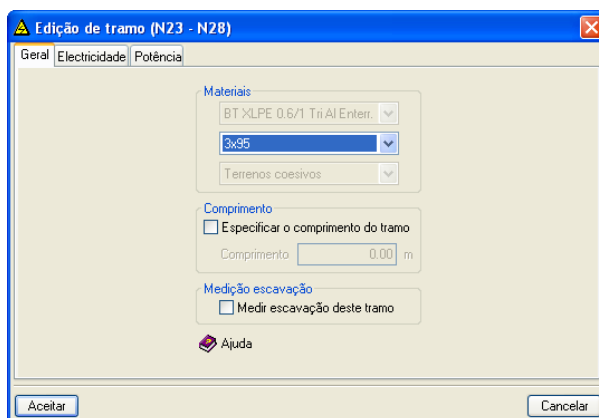 Edição de tramo (N23 - N28)
Geral Electricidade Potência
Materiais
BT XLPE 0.6/1 Tri Al Enterr.
3x95
Terrenos coesivos
Comprimento
Especificar o comprimento do tramo
Comprimento 0.00 m
Medição escavação
Medir escavação deste tramo
Ajuda
Aceitar Cancelar